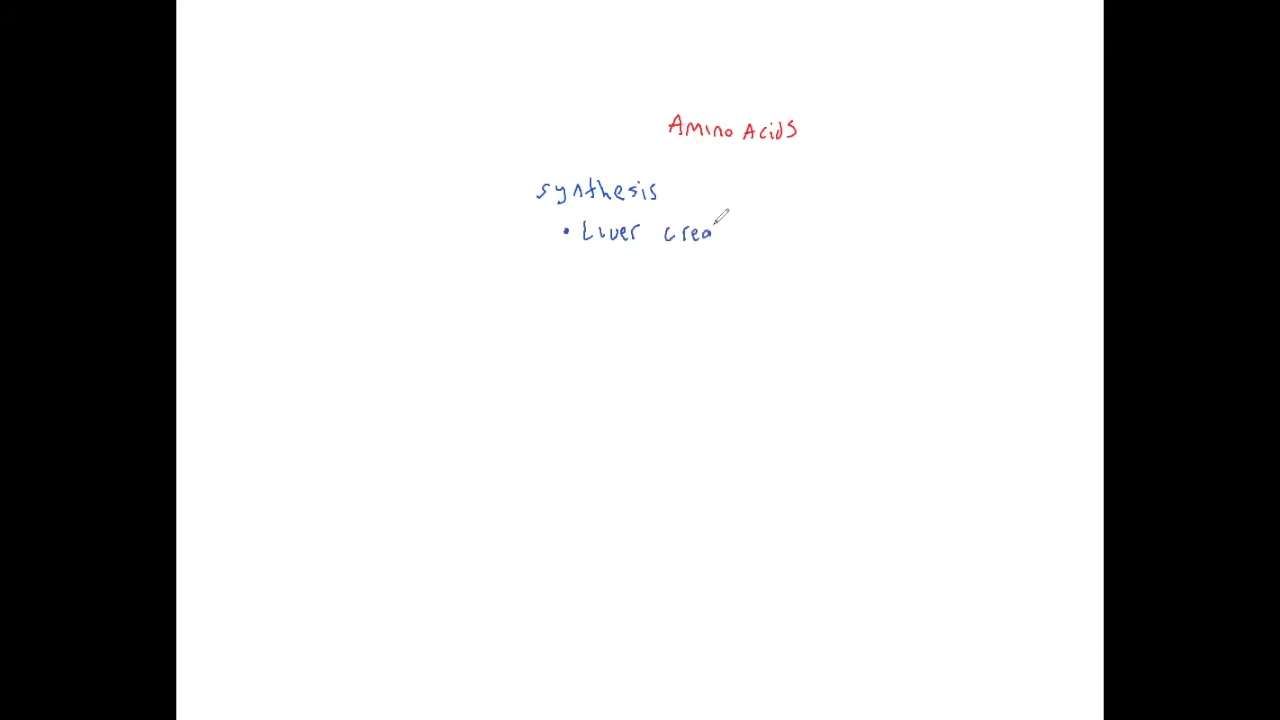 Amino Acids
synthesis
• Liver crea